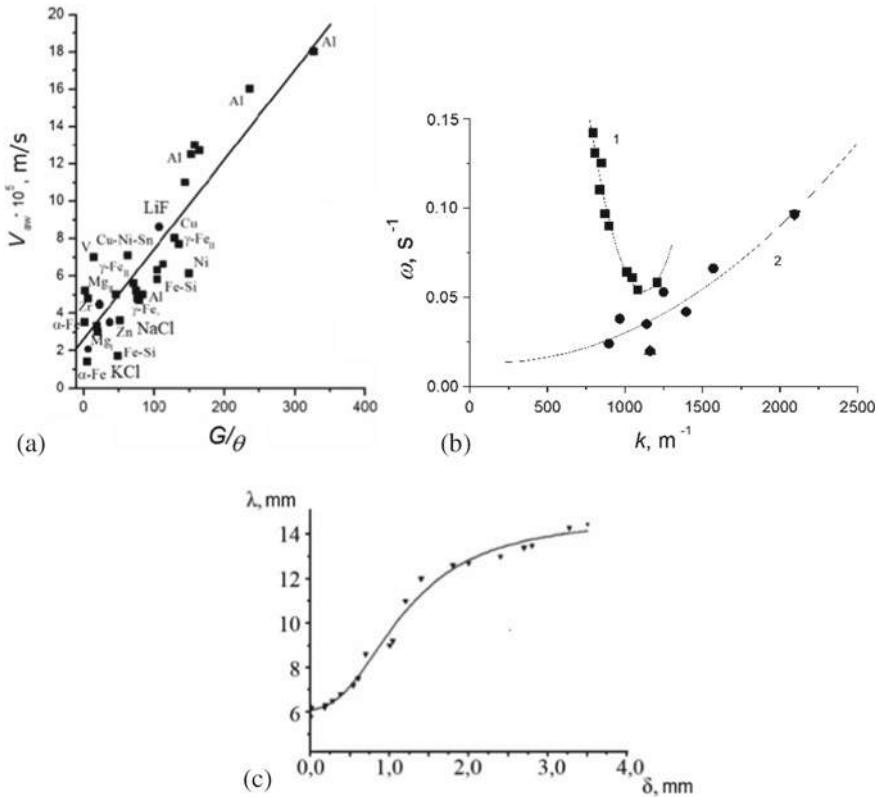 20
18
16
14
12
10
8
6
4
2
0
V_aw · 10^5, m/s
Al
Al
Al
LiF
Cu
V
Cu-Ni-Sn
γ-Fe_II
γ-Fe_II
Ni
Mg_II
Fe-Si
Zr
Al
γ-Fe_I
α-Fe
Zn NaCl
Mg_I
Fe-Si
α-Fe KCl
0 100 200 300 400
G/θ
(a)
0.15
0.10
0.05
0.00
ω, s^-1
1
2
0 500 1000 1500 2000 2500
k, m^-1
(b)
λ, mm
14
12
10
8
6
0,0 1,0 2,0 3,0 4,0
δ, mm
(c)